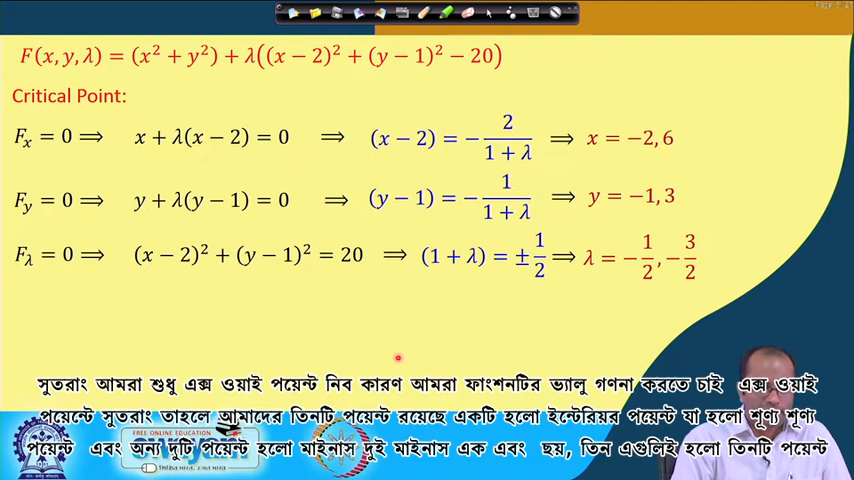 Page 9/21
F(x, y, λ) = (x² + y²) + λ((x − 2)² + (y − 1)² − 20)
Critical Point:
Fₓ = 0 ⟹ x + λ(x − 2) = 0 ⟹ (x − 2) = − 2/(1 + λ) ⟹ x = −2, 6
F_y = 0 ⟹ y + λ(y − 1) = 0 ⟹ (y − 1) = − 1/(1 + λ) ⟹ y = −1, 3
F_λ = 0 ⟹ (x − 2)² + (y − 1)² = 20 ⟹ (1 + λ) = ± 1/2 ⟹ λ = − 1/2, − 3/2
সুতরাং আমরা শুধু এক্স ওয়াই পয়েন্ট নিব কারণ আমরা ফাংশনটির ভ্যালু গণনা করতে চাই এক্স ওয়াই
পয়েন্টে সুতরাং তাহলে আমাদের তিনটি পয়েন্ট রয়েছে একটি হলো ইন্টেরিয়র পয়েন্ট যা হলো শূণ্য শূণ্য
পয়েন্ট এবং অন্য দুটি পয়েন্ট হলো মাইনাস দুই মাইনাস এক এবং ছয়, তিন এগুলিই হলো তিনটি পয়েন্ট
FREE ONLINE EDUCATION
swayam